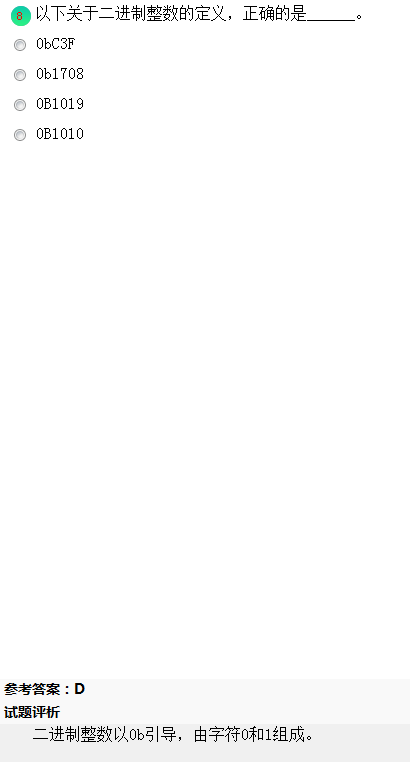 8 以下关于二进制整数的定义，正确的是______。
0bC3F
0b1708
0B1019
0B1010
参考答案：D
试题评析
二进制整数以0b引导，由字符0和1组成。